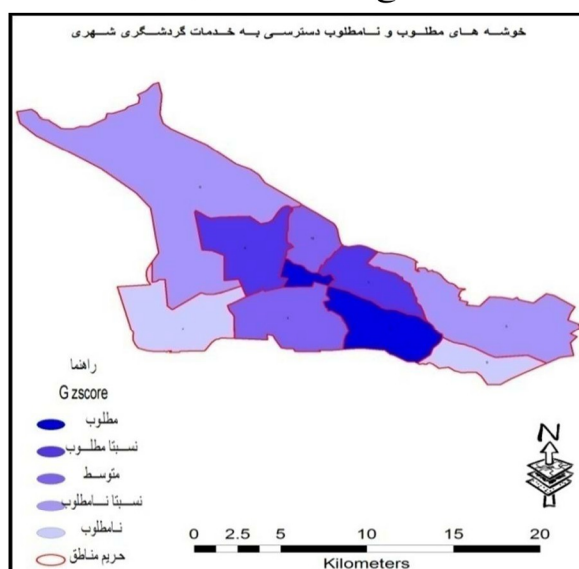 خوشه های مطلوب و نامطلوب دسترسی به خدمات گردشگری شهری
راهنما
G zscore
مطلوب
نسبتا مطلوب
متوسط
نسبتا نامطلوب
نامطلوب
حریم مناطق
N
0 2.5 5 10 15 20
Kilometers